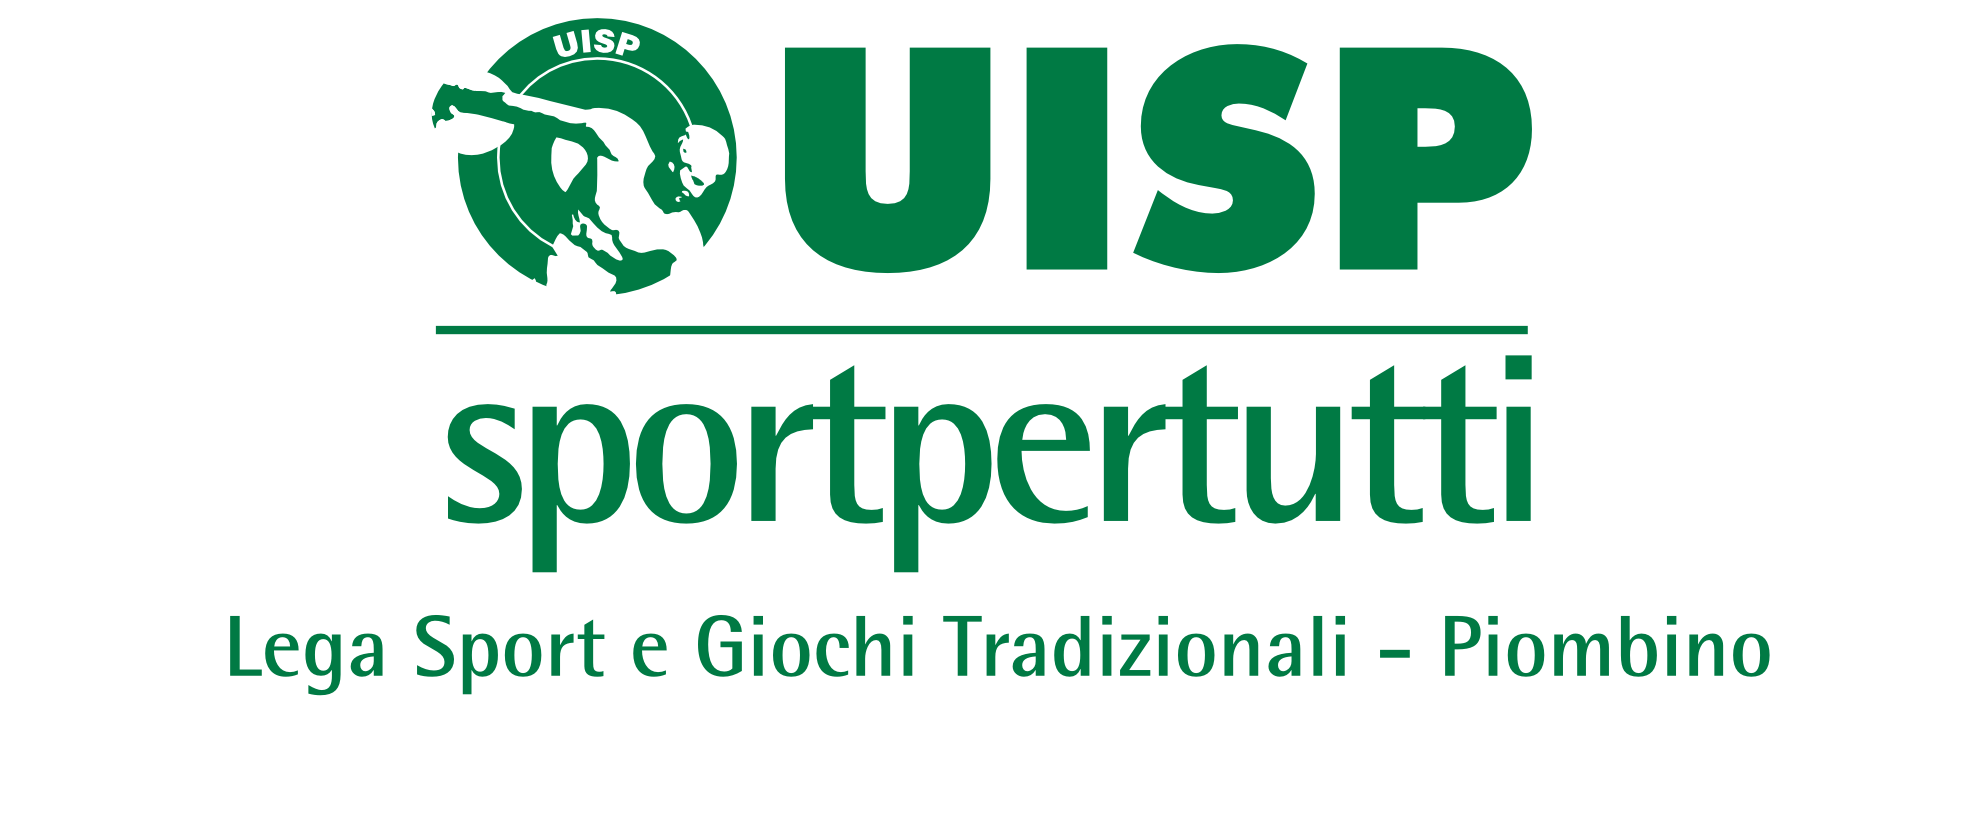 UISP
UISP
sportpertutti
Lega Sport e Giochi Tradizionali - Piombino